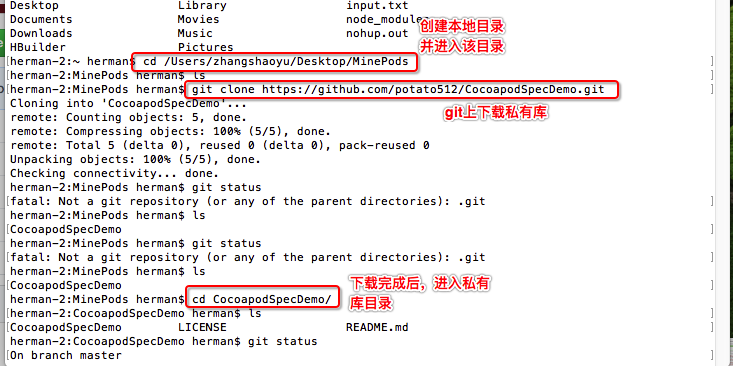 Desktop Library input.txt
Documents Movies node_modules
Downloads Music nohup.out
HBuilder Pictures
创建本地目录
并进入该目录
[herman-2:~ herman$ cd /Users/zhangshaoyu/Desktop/MinePods ]
[herman-2:MinePods herman$ ls ]
[herman-2:MinePods herman$ git clone https://github.com/potato512/CocoapodSpecDemo.git ]
git上下载私有库
Cloning into 'CocoapodSpecDemo'...
remote: Counting objects: 5, done.
remote: Compressing objects: 100% (5/5), done.
remote: Total 5 (delta 0), reused 0 (delta 0), pack-reused 0
Unpacking objects: 100% (5/5), done.
Checking connectivity... done.
herman-2:MinePods herman$ git status
[fatal: Not a git repository (or any of the parent directories): .git ]
herman-2:MinePods herman$ ls
[CocoapodSpecDemo ]
herman-2:MinePods herman$ git status
[fatal: Not a git repository (or any of the parent directories): .git ]
herman-2:MinePods herman$ ls
[CocoapodSpecDemo ]
herman-2:MinePods herman$ cd CocoapodSpecDemo/
下载完成后，进入私有
库目录
herman-2:CocoapodSpecDemo herman$ ls
[CocoapodSpecDemo LICENSE README.md ]
herman-2:CocoapodSpecDemo herman$ git status
[On branch master ]